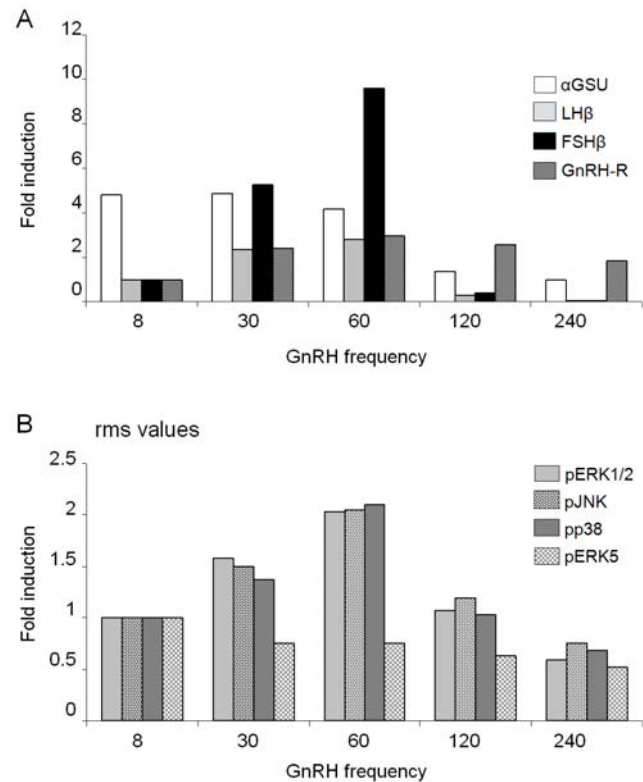 A
12
10
8
6
4
2
0
Fold induction
αGSU
LHβ
FSHβ
GnRH-R
8 30 60 120 240
GnRH frequency
B
rms values
2.5
2
1.5
1
0.5
0
Fold induction
pERK1/2
pJNK
pp38
pERK5
8 30 60 120 240
GnRH frequency